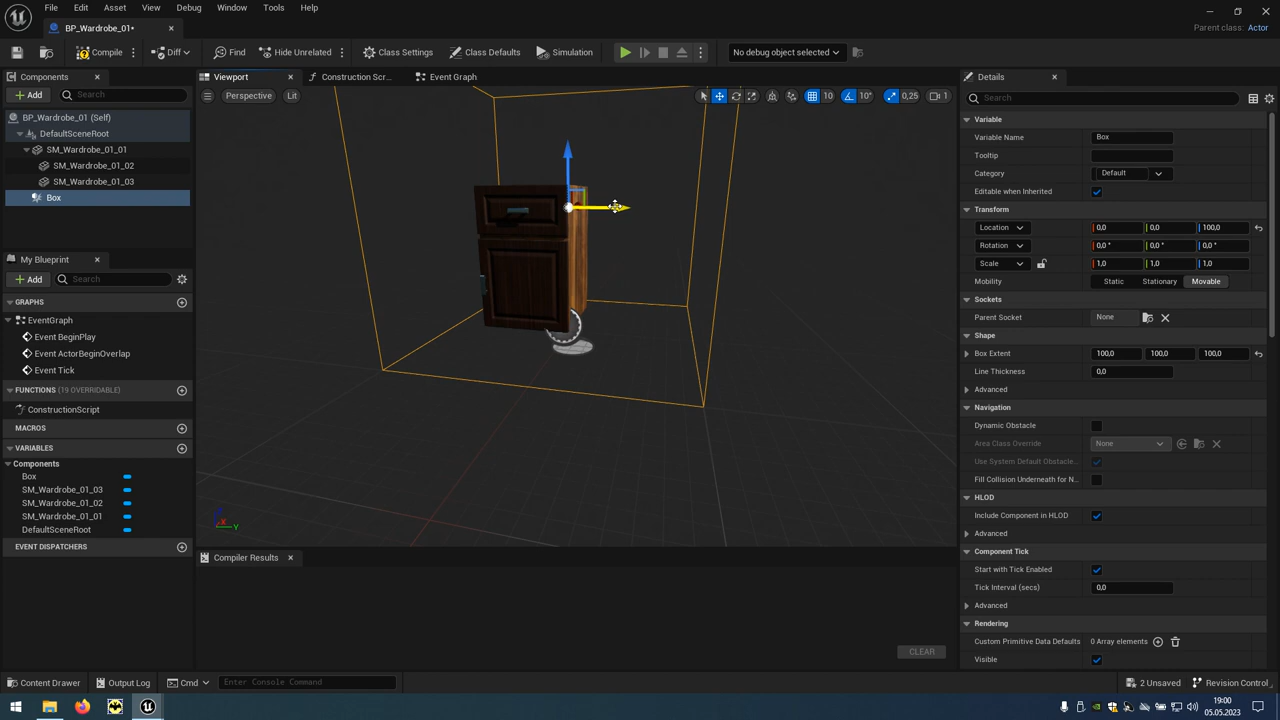 File Edit Asset View Debug Window Tools Help
BP_Wardrobe_01•
Parent class: Actor
Compile Diff Find Hide Unrelated Class Settings Class Defaults Simulation No debug object selected
Components Viewport Construction Scr... Event Graph Details
Add Search Perspective Lit 10 10° 0,25 1 Search
BP_Wardrobe_01 (Self)
DefaultSceneRoot
SM_Wardrobe_01_01
SM_Wardrobe_01_02
SM_Wardrobe_01_03
Box
My Blueprint
Add Search
GRAPHS
EventGraph
Event BeginPlay
Event ActorBeginOverlap
Event Tick
FUNCTIONS (19 OVERRIDABLE)
ConstructionScript
MACROS
VARIABLES
Components
Box
SM_Wardrobe_01_03
SM_Wardrobe_01_02
SM_Wardrobe_01_01
DefaultSceneRoot
EVENT DISPATCHERS
X Y
Compiler Results
CLEAR
Variable
Variable Name Box
Tooltip
Category Default
Editable when Inherited
Transform
Location 0,0 0,0 100,0
Rotation 0,0 ° 0,0 ° 0,0 °
Scale 1,0 1,0 1,0
Mobility Static Stationary Movable
Sockets
Parent Socket None
Shape
Box Extent 100,0 100,0 100,0
Line Thickness 0,0
Advanced
Navigation
Dynamic Obstacle
Area Class Override None
Use System Default Obstacle...
Fill Collision Underneath for N...
HLOD
Include Component in HLOD
Advanced
Component Tick
Start with Tick Enabled
Tick Interval (secs) 0,0
Advanced
Rendering
Custom Primitive Data Defaults 0 Array elements
Visible
Content Drawer Output Log Cmd Enter Console Command 2 Unsaved Revision Control
19:00
05.05.2023